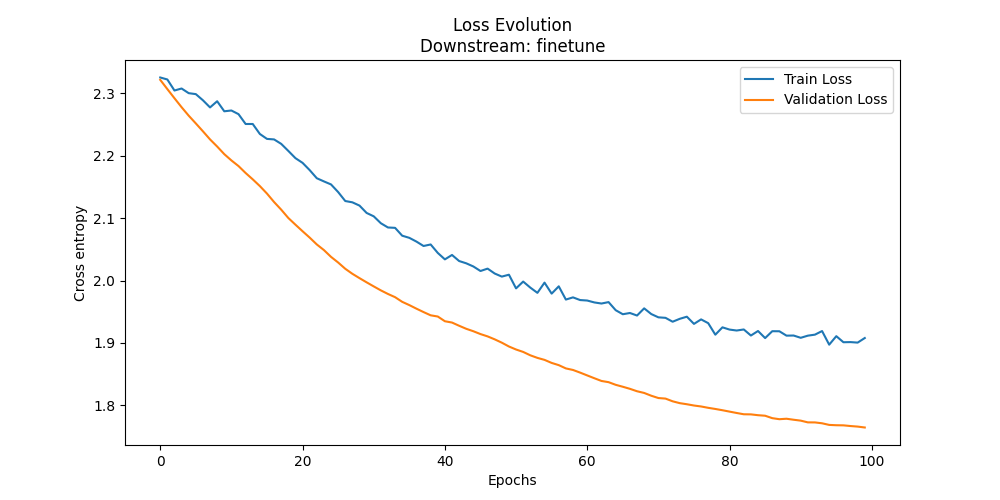 Loss Evolution
Downstream: finetune
Train Loss
Validation Loss
Cross entropy
2.3
2.2
2.1
2.0
1.9
1.8
0 20 40 60 80 100
Epochs